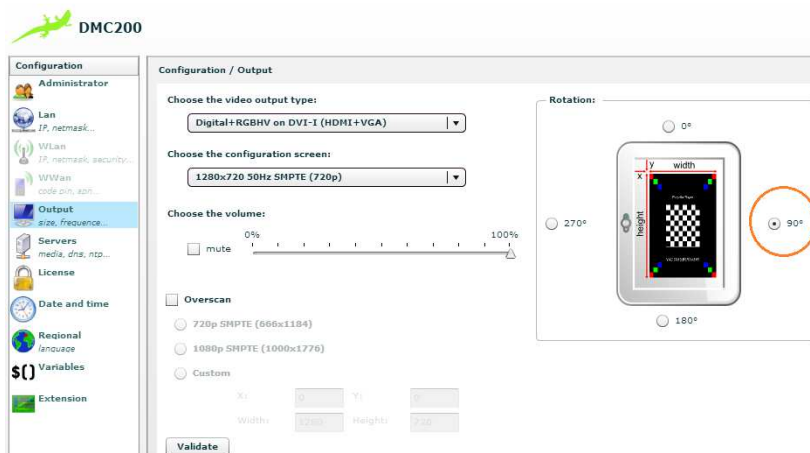 DMC200
Configuration
Administrator
Lan
IP, netmask...
WLan
IP, netmask, security...
WWan
code pin, apn...
Output
size, frequence...
Servers
media, dns, ntp...
License
Date and time
Regional
language
$() Variables
Extension
Configuration / Output
Choose the video output type:
Digital+RGBHV on DVI-I (HDMI+VGA)
Choose the configuration screen:
1280x720 50Hz SMPTE (720p)
Choose the volume:
0% 100%
mute
Overscan
720p SMPTE (666x1184)
1080p SMPTE (1000x1776)
Custom
X: 0 Y: 0
Width: 1280 Height: 720
Validate
Rotation:
0°
y width
x
height
270°
90°
180°